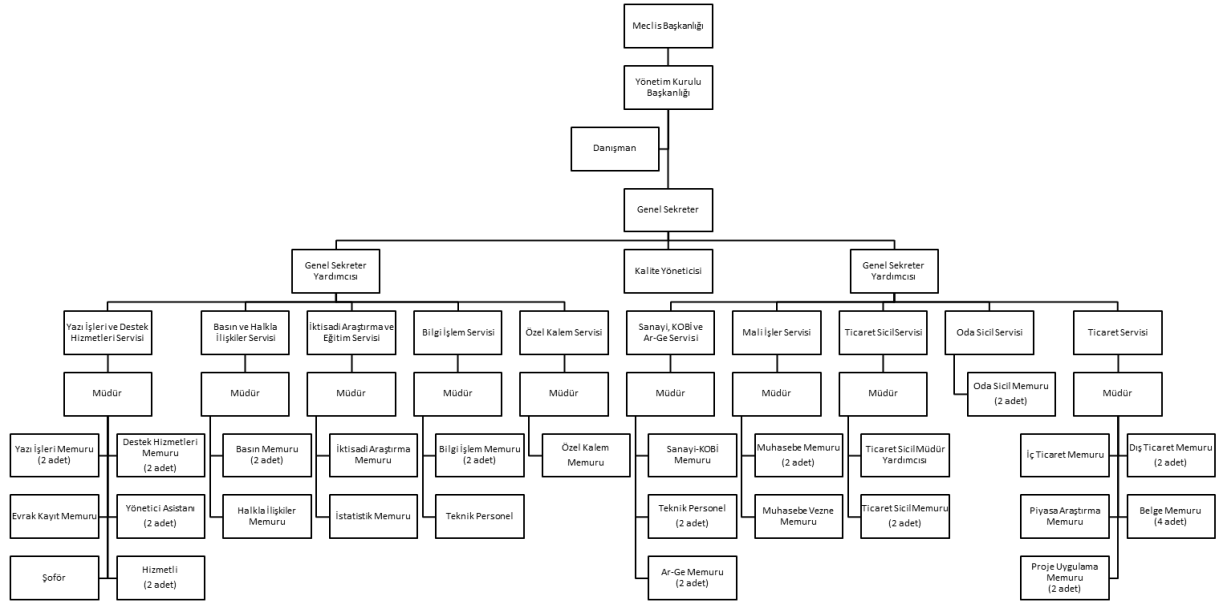 Meclis Başkanlığı
Yönetim Kurulu
Başkanlığı
Danışman
Genel Sekreter
Genel Sekreter
Yardımcısı
Kalite Yöneticisi
Genel Sekreter
Yardımcısı
Yazı İşleri ve Destek
Hizmetleri Servisi
Basın ve Halkla
İlişkiler Servisi
İktisadi Araştırma ve
Eğitim Servisi
Bilgi İşlem Servisi
Özel Kalem Servisi
Sanayi, KOBİ ve
Ar-Ge Servisi
Mali İşler Servisi
Ticaret Sicil Servisi
Oda Sicil Servisi
Ticaret Servisi
Müdür
Müdür
Müdür
Müdür
Müdür
Müdür
Müdür
Müdür
Oda Sicil Memuru
(2 adet)
Müdür
Yazı İşleri Memuru
(2 adet)
Destek Hizmetleri
Memuru
(2 adet)
Basın Memuru
(2 adet)
İktisadi Araştırma
Memuru
Bilgi İşlem Memuru
(2 adet)
Özel Kalem
Memuru
Sanayi-KOBİ
Memuru
Muhasebe Memuru
(2 adet)
Ticaret Sicil Müdür
Yardımcısı
İç Ticaret Memuru
Dış Ticaret Memuru
(2 adet)
Evrak Kayıt Memuru
Yönetici Asistanı
(2 adet)
Halkla İlişkiler
Memuru
İstatistik Memuru
Teknik Personel
Teknik Personel
(2 adet)
Muhasebe Vezne
Memuru
Ticaret Sicil Memuru
(2 adet)
Piyasa Araştırma
Memuru
Belge Memuru
(4 adet)
Şoför
Hizmetli
(2 adet)
Ar-Ge Memuru
(2 adet)
Proje Uygulama
Memuru
(2 adet)